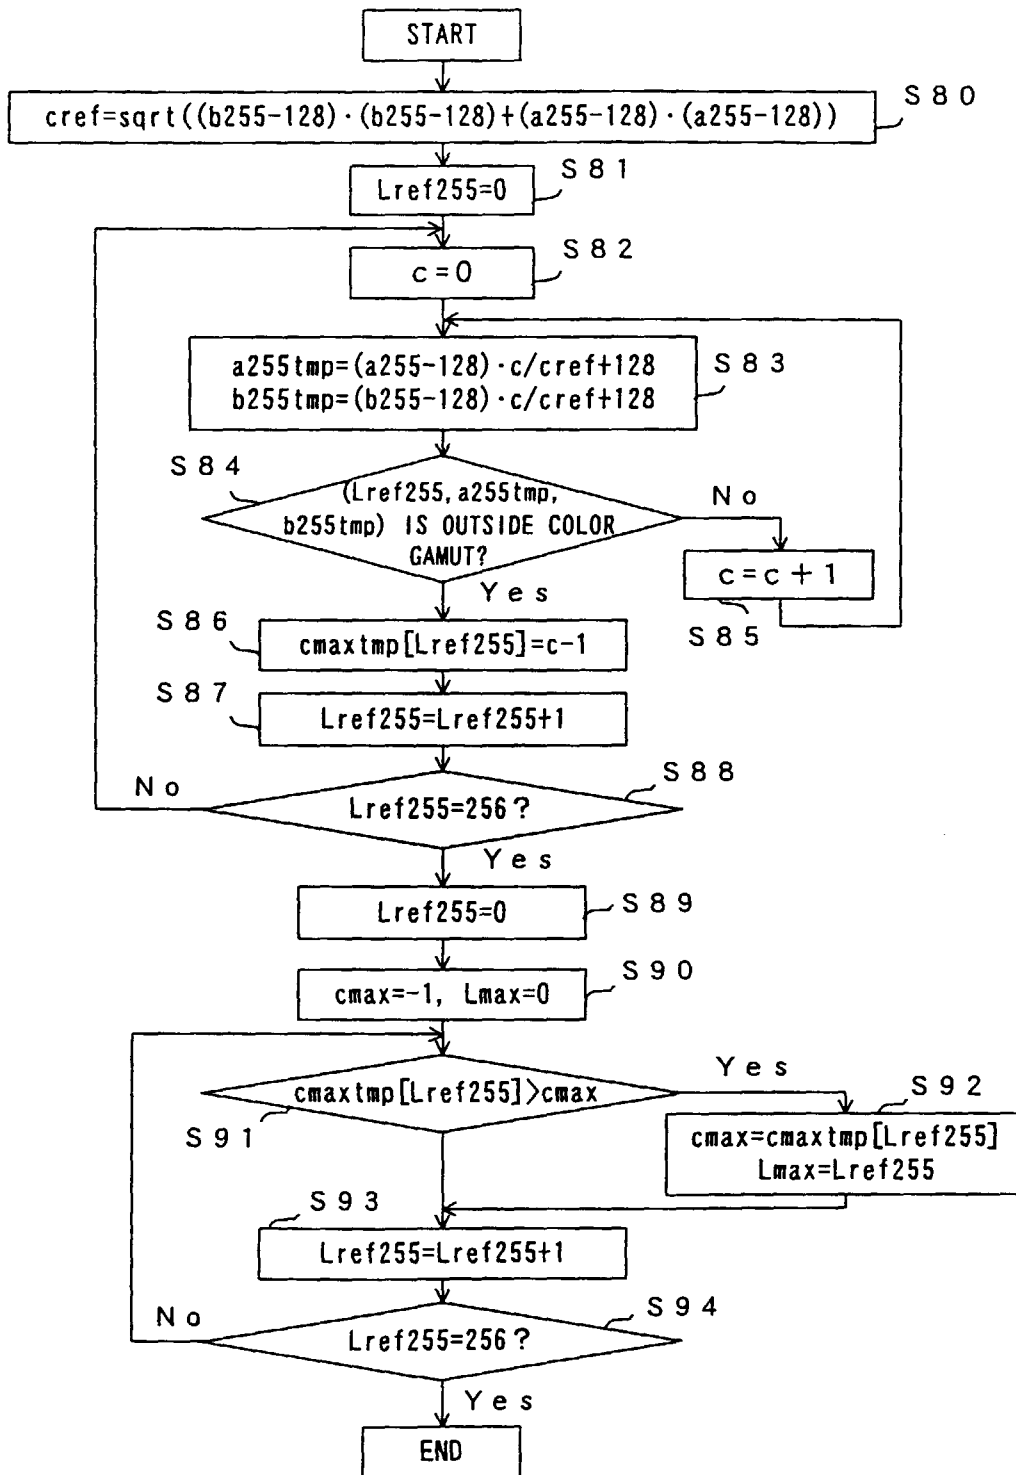 START
cref=sqrt((b255-128)·(b255-128)+(a255-128)·(a255-128))
S80
Lref255=0
S81
c=0
S82
a255tmp=(a255-128)·c/cref+128
b255tmp=(b255-128)·c/cref+128
S83
S84
(Lref255,a255tmp,
b255tmp) IS OUTSIDE COLOR
GAMUT?
No
c=c+1
S85
Yes
S86
cmaxtmp[Lref255]=c-1
S87
Lref255=Lref255+1
S88
No
Lref255=256?
Yes
Lref255=0
S89
cmax=-1, Lmax=0
S90
cmaxtmp[Lref255]>cmax
Yes
S91
S92
cmax=cmaxtmp[Lref255]
Lmax=Lref255
S93
Lref255=Lref255+1
No
S94
Lref255=256?
Yes
END